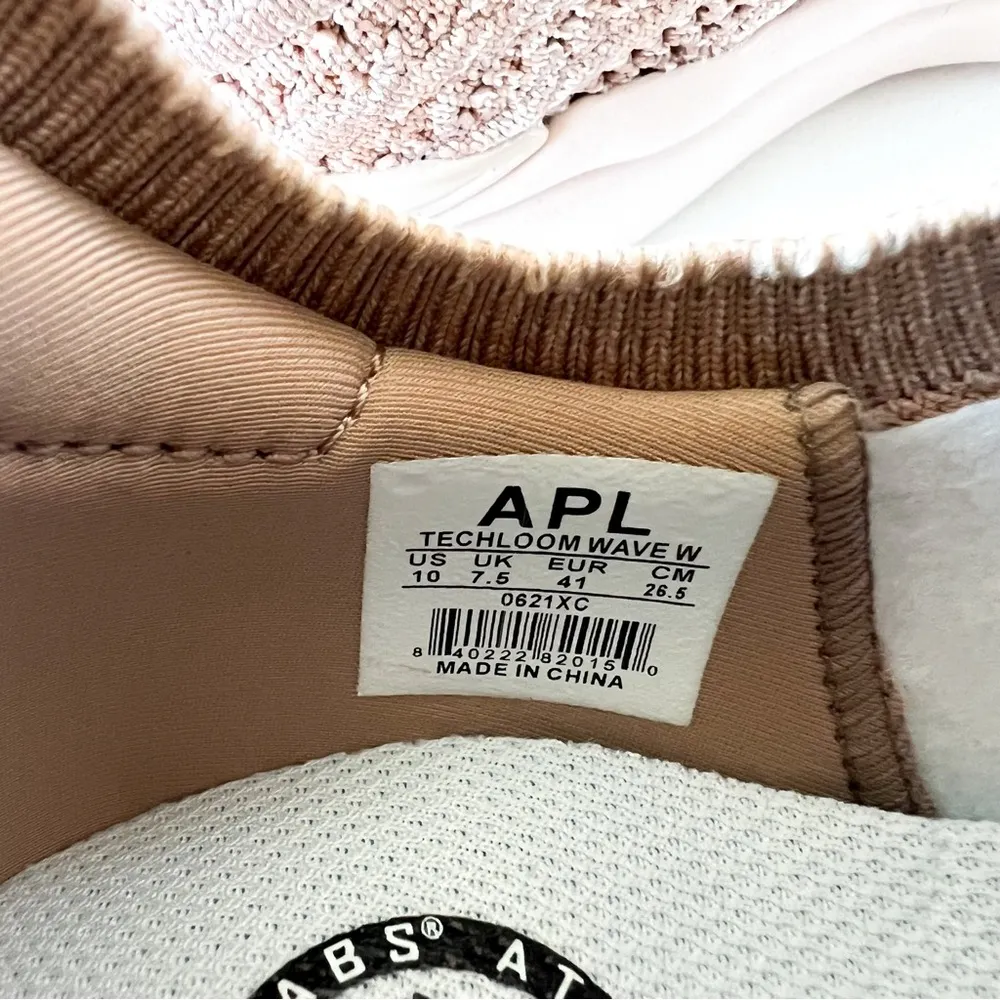 APL
TECHLOOM WAVE W
US UK EUR CM
10 7.5 41 26.5
0621XC
8 40222 82015 0
MADE IN CHINA
ABS® AT